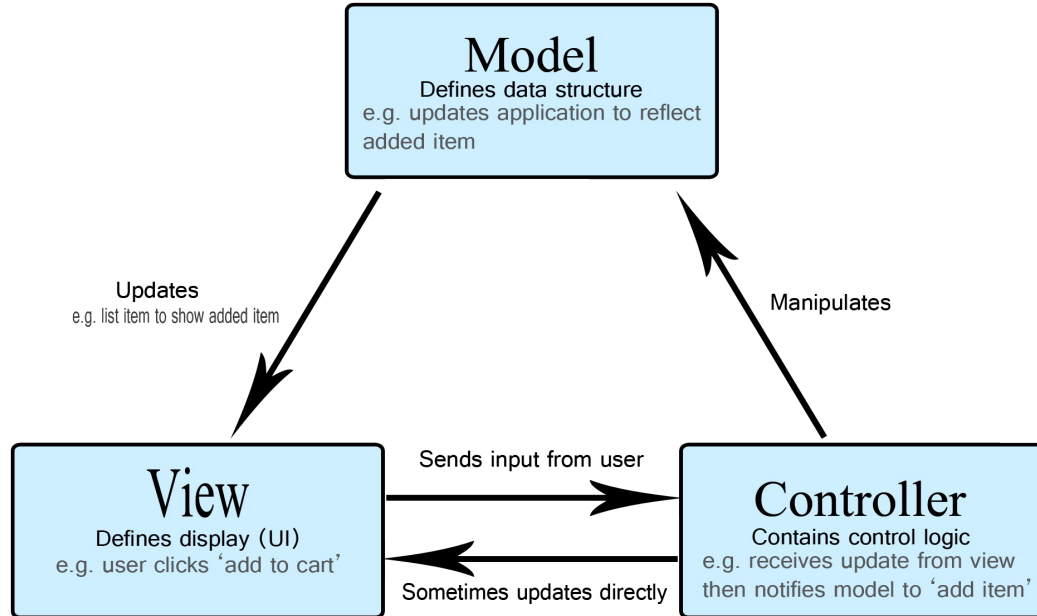 Model
Defines data structure
e.g. updates application to reflect
added item
Updates
e.g. list item to show added item
Manipulates
Sends input from user
View
Defines display (UI)
e.g. user clicks ‘add to cart’
Controller
Contains control logic
e.g. receives update from view
then notifies model to ‘add item’
Sometimes updates directly